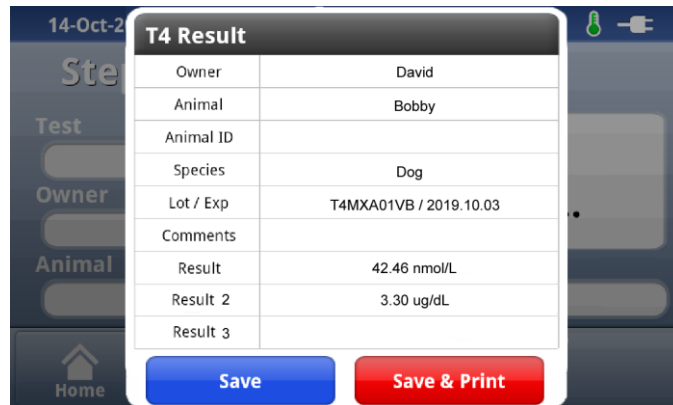 14-Oct-2
T4 Result
Step
Owner David
Animal Bobby
Test
Animal ID
Species Dog
Owner
Lot / Exp T4MXA01VB / 2019.10.03
..
Comments
Animal
Result 42.46 nmol/L
Result 2 3.30 ug/dL
Result 3
Home
Save
Save & Print